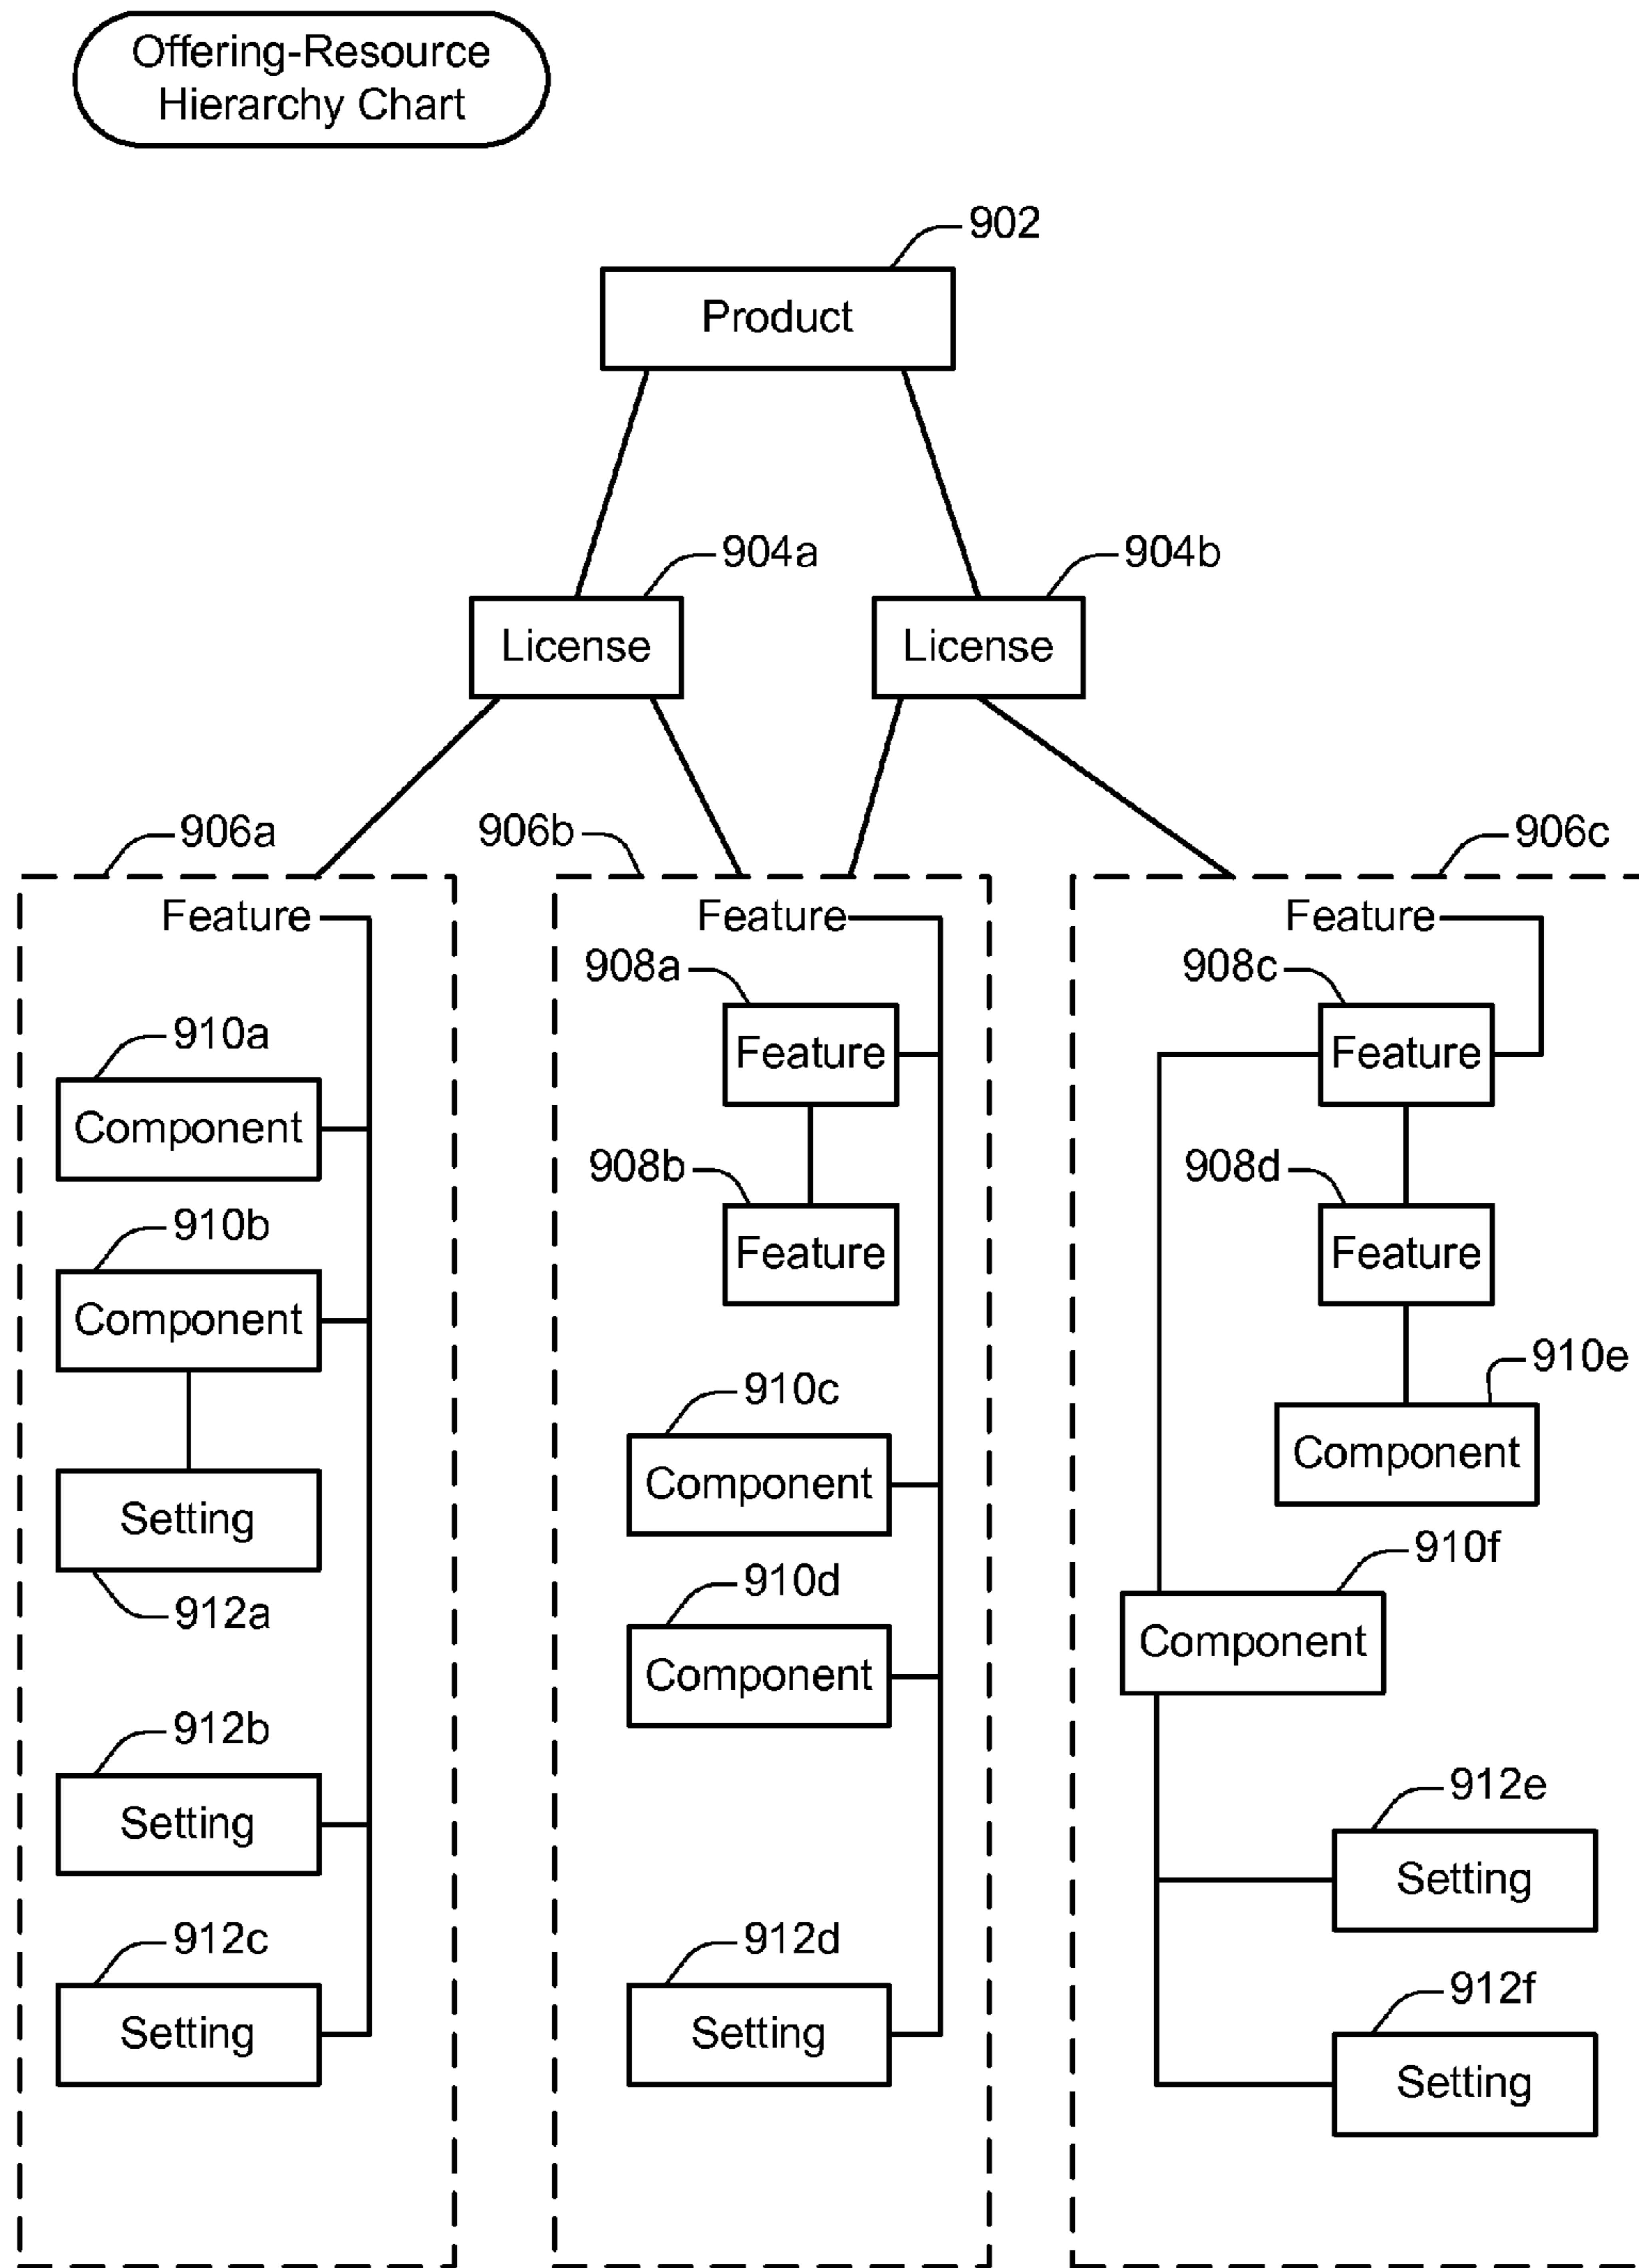 Offering-Resource
Hierarchy Chart
902
Product
904a
904b
License
License
906a
906b
906c
Feature
Feature
Feature
908a
908c
Feature
Feature
910a
Component
908b
908d
Feature
Feature
910b
Component
910e
Component
910c
Component
Setting
912a
910f
Component
910d
Component
912b
Setting
912e
Setting
912c
Setting
912d
Setting
912f
Setting